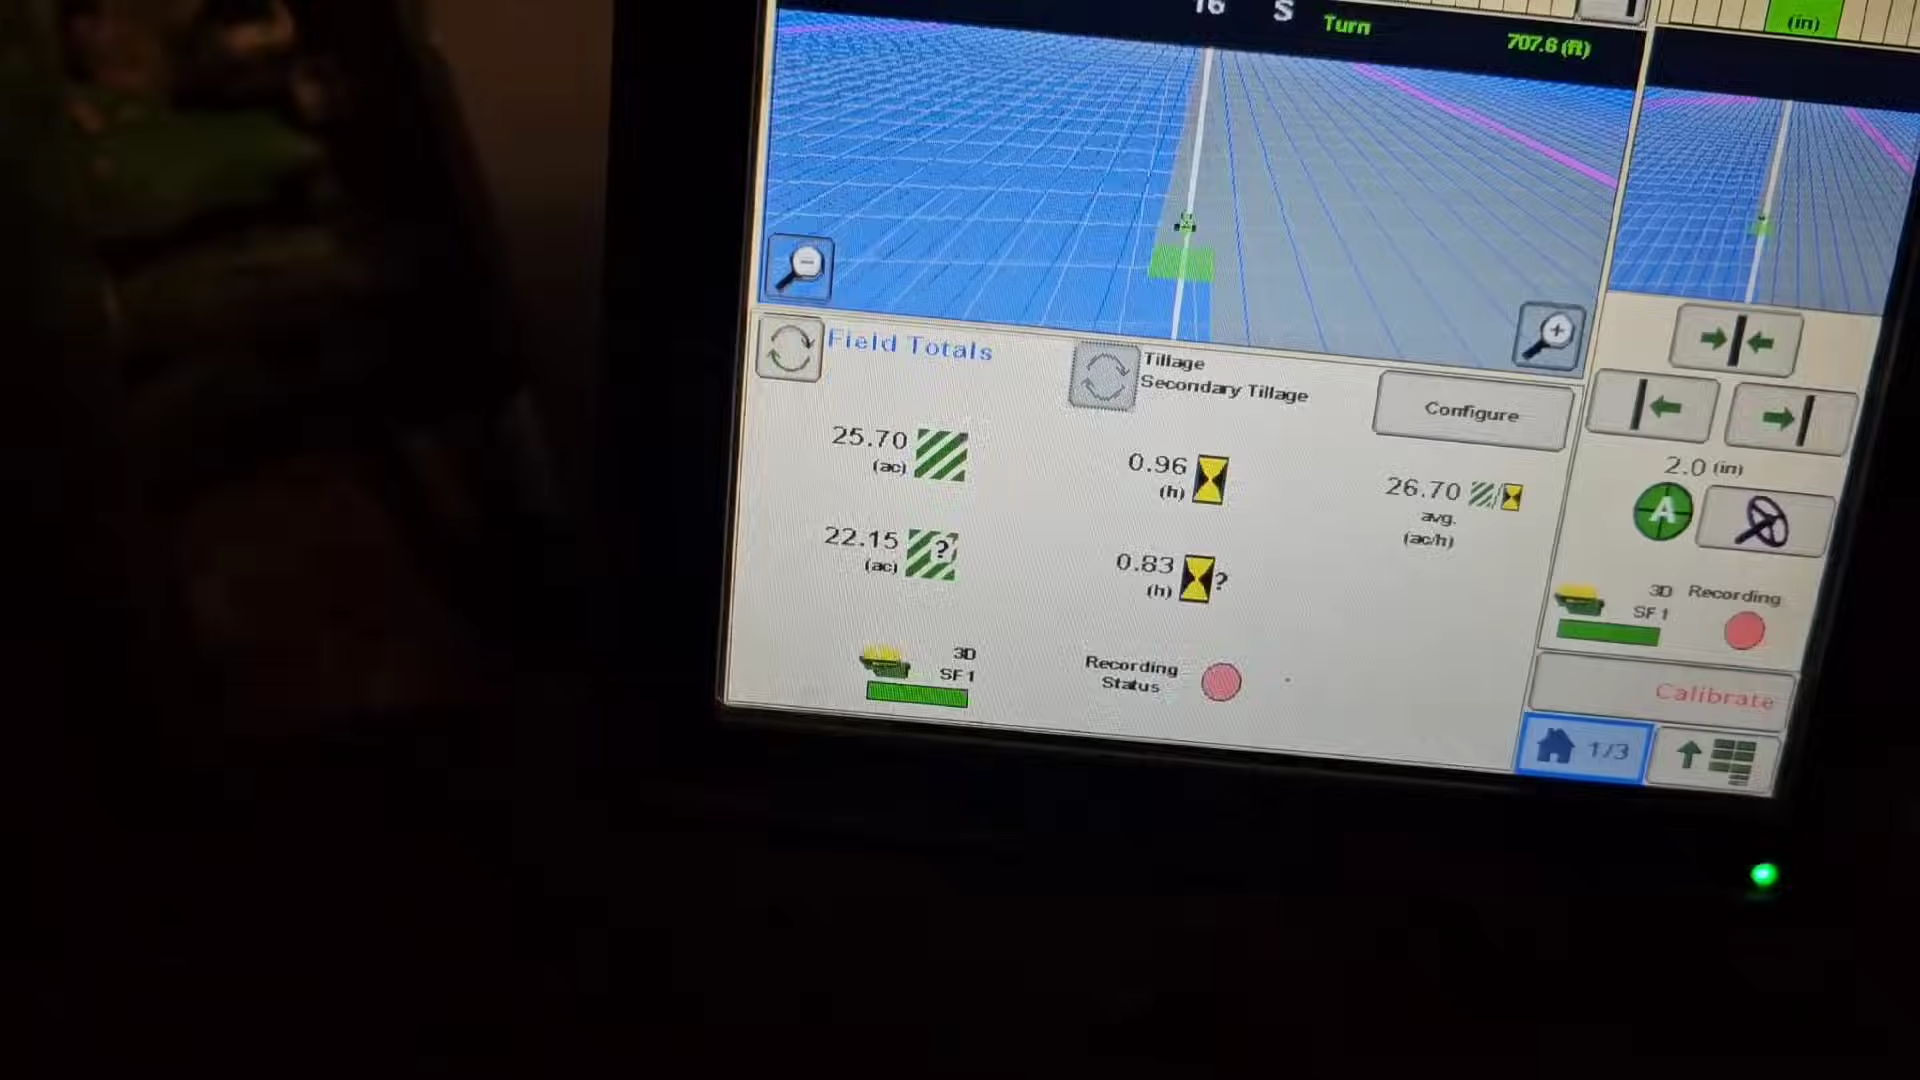 16 S Turn 707.6 (ft)
(in)
Field Totals
Tillage
Secondary Tillage
Configure
25.70
(ac)
0.96
(h)
26.70
avg.
(ac/h)
22.15
(ac)
?
0.83
(h)
?
3D
SF1
Recording
Status
2.0 (in)
A
3D
SF1
Recording
Calibrate
1/3